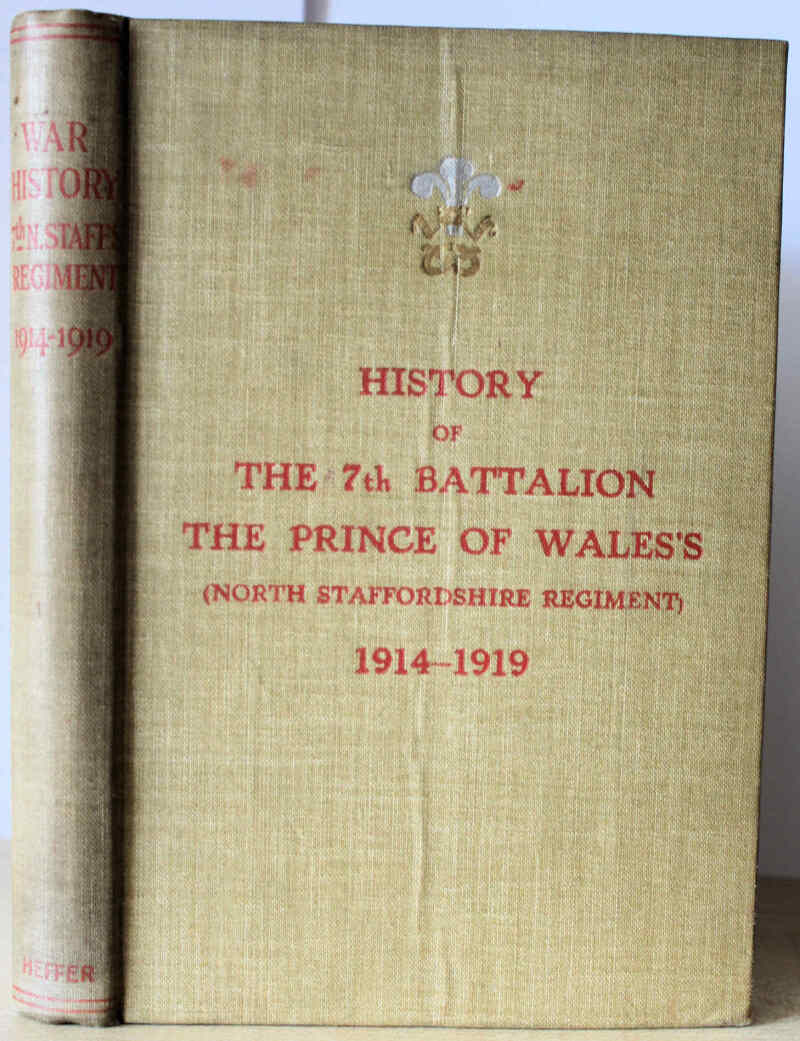 WAR
HISTORY
7th N. STAFFS
REGIMENT
1914-1919
HEFFER
HISTORY
OF
THE 7th BATTALION
THE PRINCE OF WALES'S
(NORTH STAFFORDSHIRE REGIMENT)
1914-1919